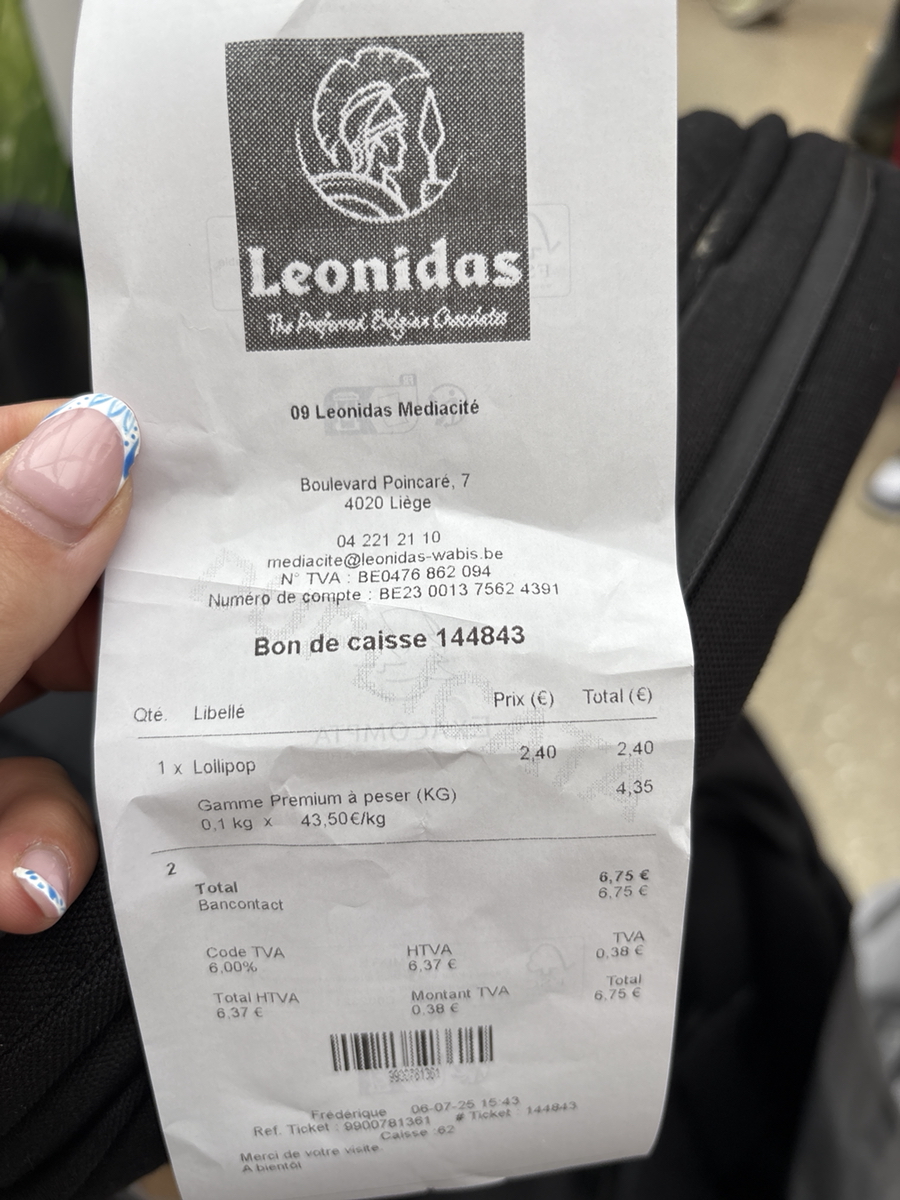 Leonidas
The Preferred Belgian Chocolates
09 Leonidas Mediacité
Boulevard Poincaré, 7
4020 Liège
04 221 21 10
mediacite@leonidas-wabis.be
N° TVA : BE0476 862 094
Numéro de compte : BE23 0013 7562 4391
Bon de caisse 144843
Qté. Libellé Prix (€) Total (€)
1 x Lollipop 2,40 2,40
Gamme Premium à peser (KG) 4,35
0,1 kg x 43,50€/kg
2
Total 6,75 €
Bancontact 6,75 €
Code TVA HTVA TVA
6,00% 6,37 € 0,38 €
Total HTVA Montant TVA Total
6,37 € 0,38 € 6,75 €
9900781361
Frédérique 06-07-25 15:43
Ref. Ticket : 9900781361 # Ticket : 144843
Caisse :62
Merci de votre visite
A bientôt